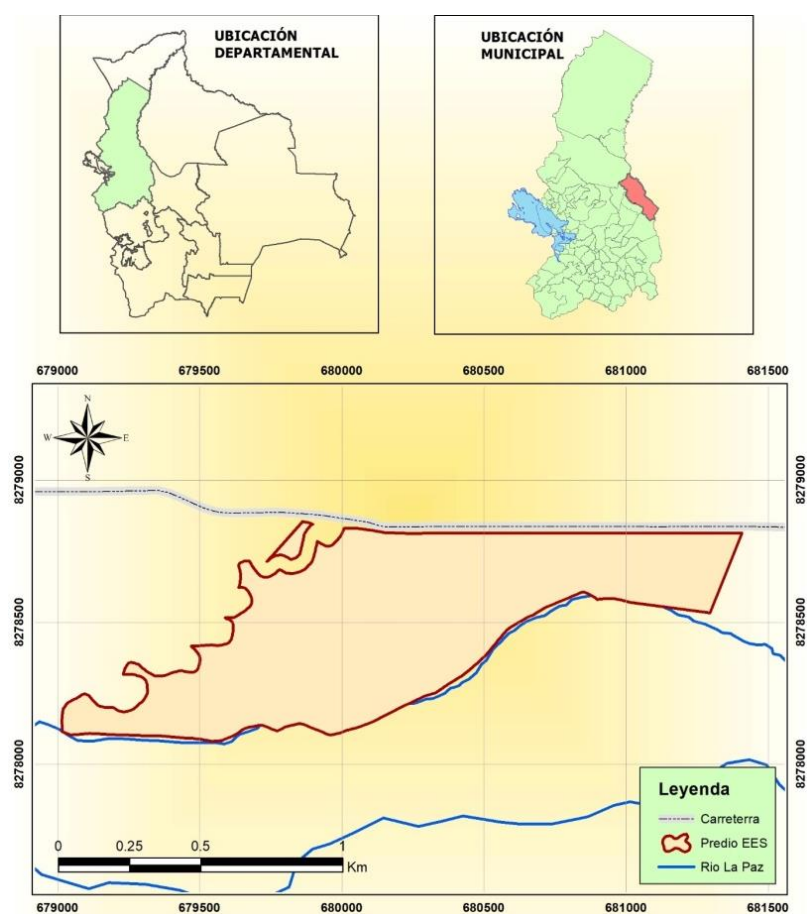 UBICACIÓN
DEPARTAMENTAL
UBICACIÓN
MUNICIPAL
679000
679500
680000
680500
681000
681500
N
W
E
S
8279000
8279000
8278500
8278500
8278000
8278000
Leyenda
Carreterra
Predio EES
Rio La Paz
0
0.25
0.5
1
Km
679000
679500
680000
680500
681000
681500